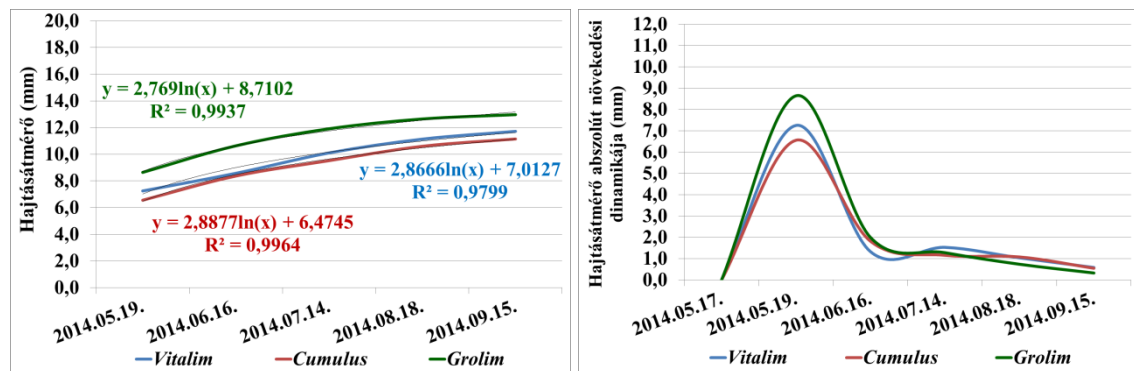 Hajtásátmérő (mm)
20,0
18,0
16,0
14,0
12,0
10,0
8,0
6,0
4,0
2,0
0,0
y = 2,769ln(x) + 8,7102
R² = 0,9937
y = 2,8666ln(x) + 7,0127
R² = 0,9799
y = 2,8877ln(x) + 6,4745
R² = 0,9964
2014.05.19.
2014.06.16.
2014.07.14.
2014.08.18.
2014.09.15.
Vitalim
Cumulus
Grolim
Hajtásátmérő abszolút növekedési
dinamikája (mm)
12,0
11,0
10,0
9,0
8,0
7,0
6,0
5,0
4,0
3,0
2,0
1,0
0,0
2014.05.17.
2014.05.19.
2014.06.16.
2014.07.14.
2014.08.18.
2014.09.15.
Vitalim
Cumulus
Grolim